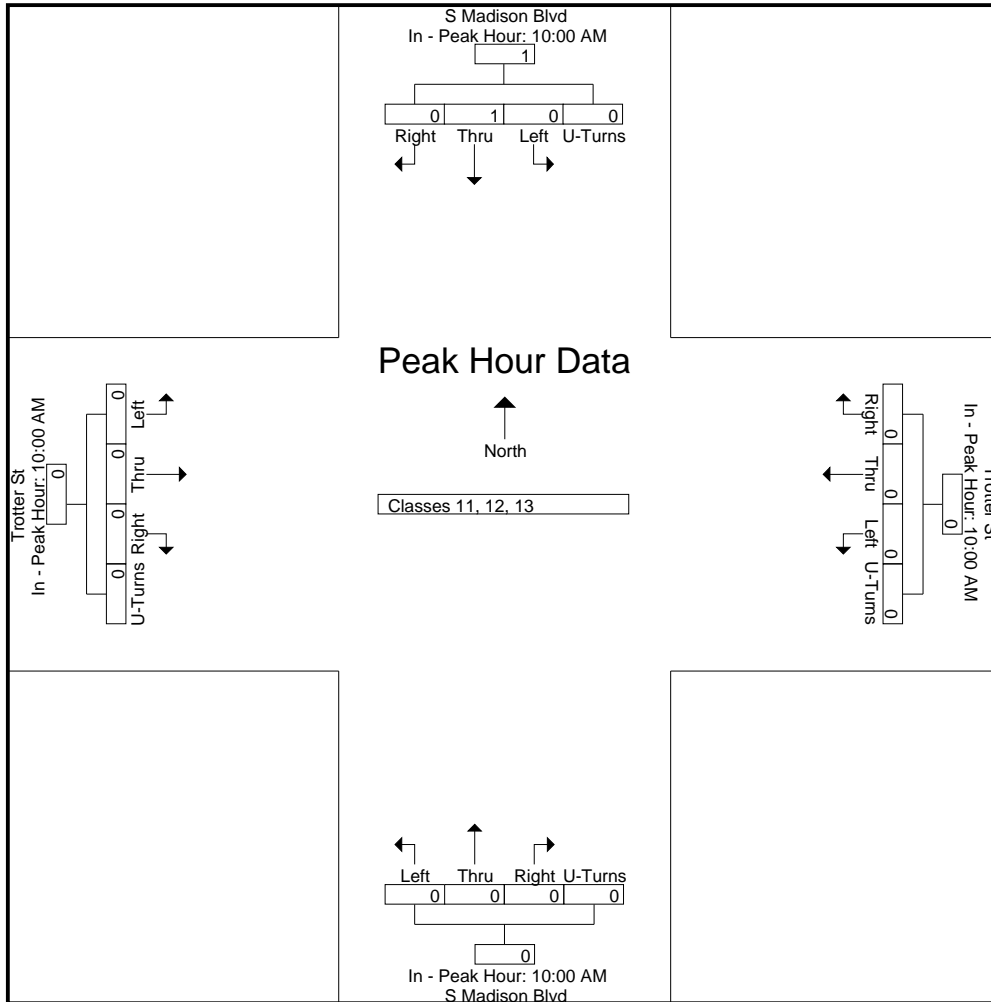 S Madison Blvd
In - Peak Hour: 10:00 AM
1
0 1 0 0
Right Thru Left U-Turns
Peak Hour Data
North
Classes 11, 12, 13
Trotter St
In - Peak Hour: 10:00 AM
0
0 0 0 0
Left Thru Right U-Turns
Trotter St
In - Peak Hour: 10:00 AM
0
0 0 0 0
Right Thru Left U-Turns
Left Thru Right U-Turns
0 0 0 0
0
In - Peak Hour: 10:00 AM
S Madison Blvd